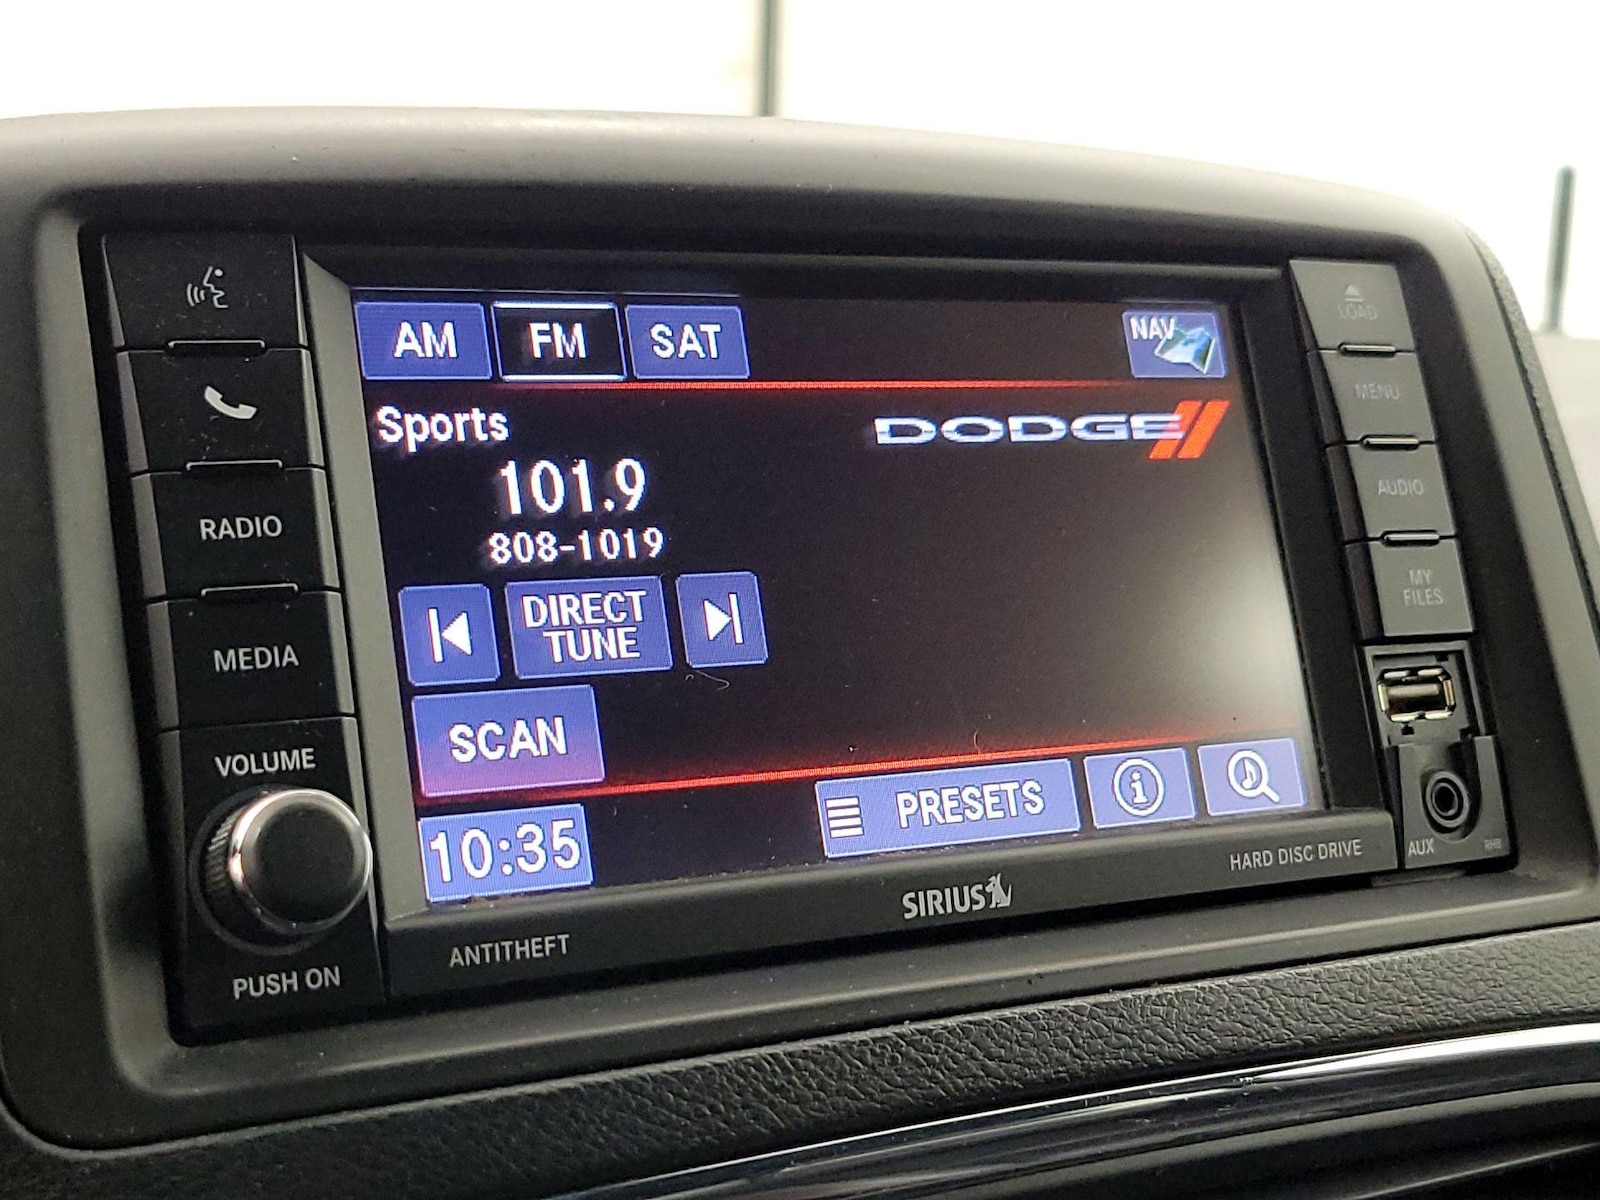 AM
FM
SAT
NAV
Sports
DODGE
101.9
808-1019
DIRECT
TUNE
SCAN
10:35
PRESETS
RADIO
MEDIA
VOLUME
PUSH ON
ANTITHEFT
SIRIUS
HARD DISC DRIVE
LOAD
MENU
AUDIO
MY
FILES
AUX
RHB